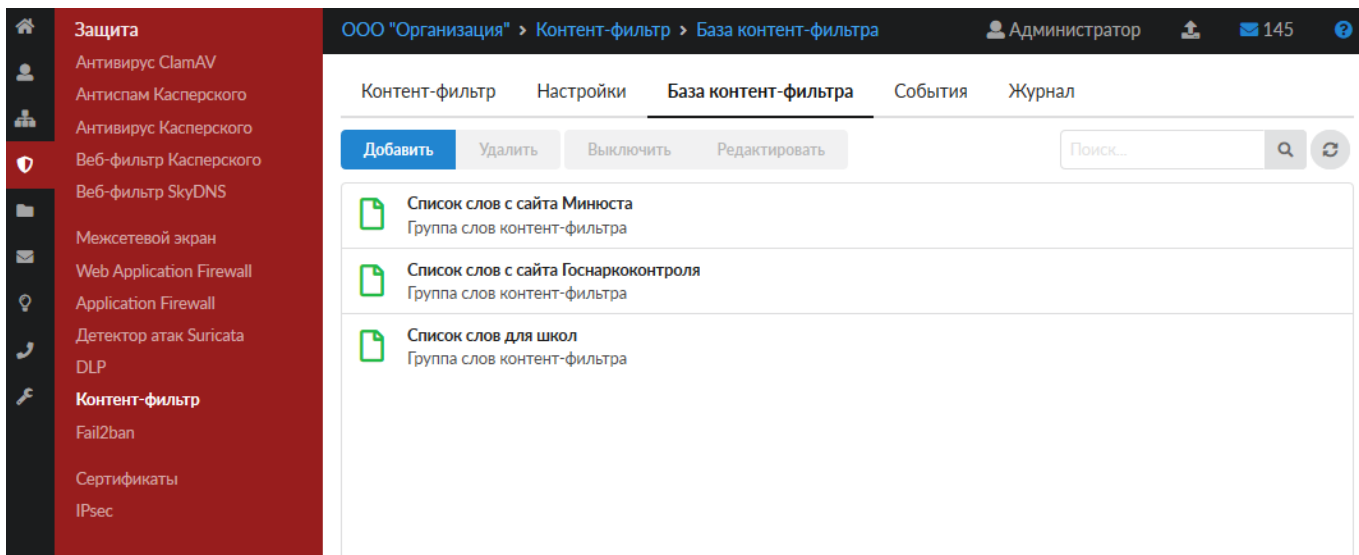 Защита
Антивирус ClamAV
Антиспам Касперского
Антивирус Касперского
Веб-фильтр Касперского
Веб-фильтр SkyDNS
Межсетевой экран
Web Application Firewall
Application Firewall
Детектор атак Suricata
DLP
Контент-фильтр
Fail2ban
Сертификаты
IPsec
ООО "Организация" > Контент-фильтр > База контент-фильтра
Администратор
145
?
Контент-фильтр Настройки База контент-фильтра События Журнал
Добавить Удалить Выключить Редактировать Поиск...
Список слов с сайта Минюста
Группа слов контент-фильтра
Список слов с сайта Госнаркоконтроля
Группа слов контент-фильтра
Список слов для школ
Группа слов контент-фильтра